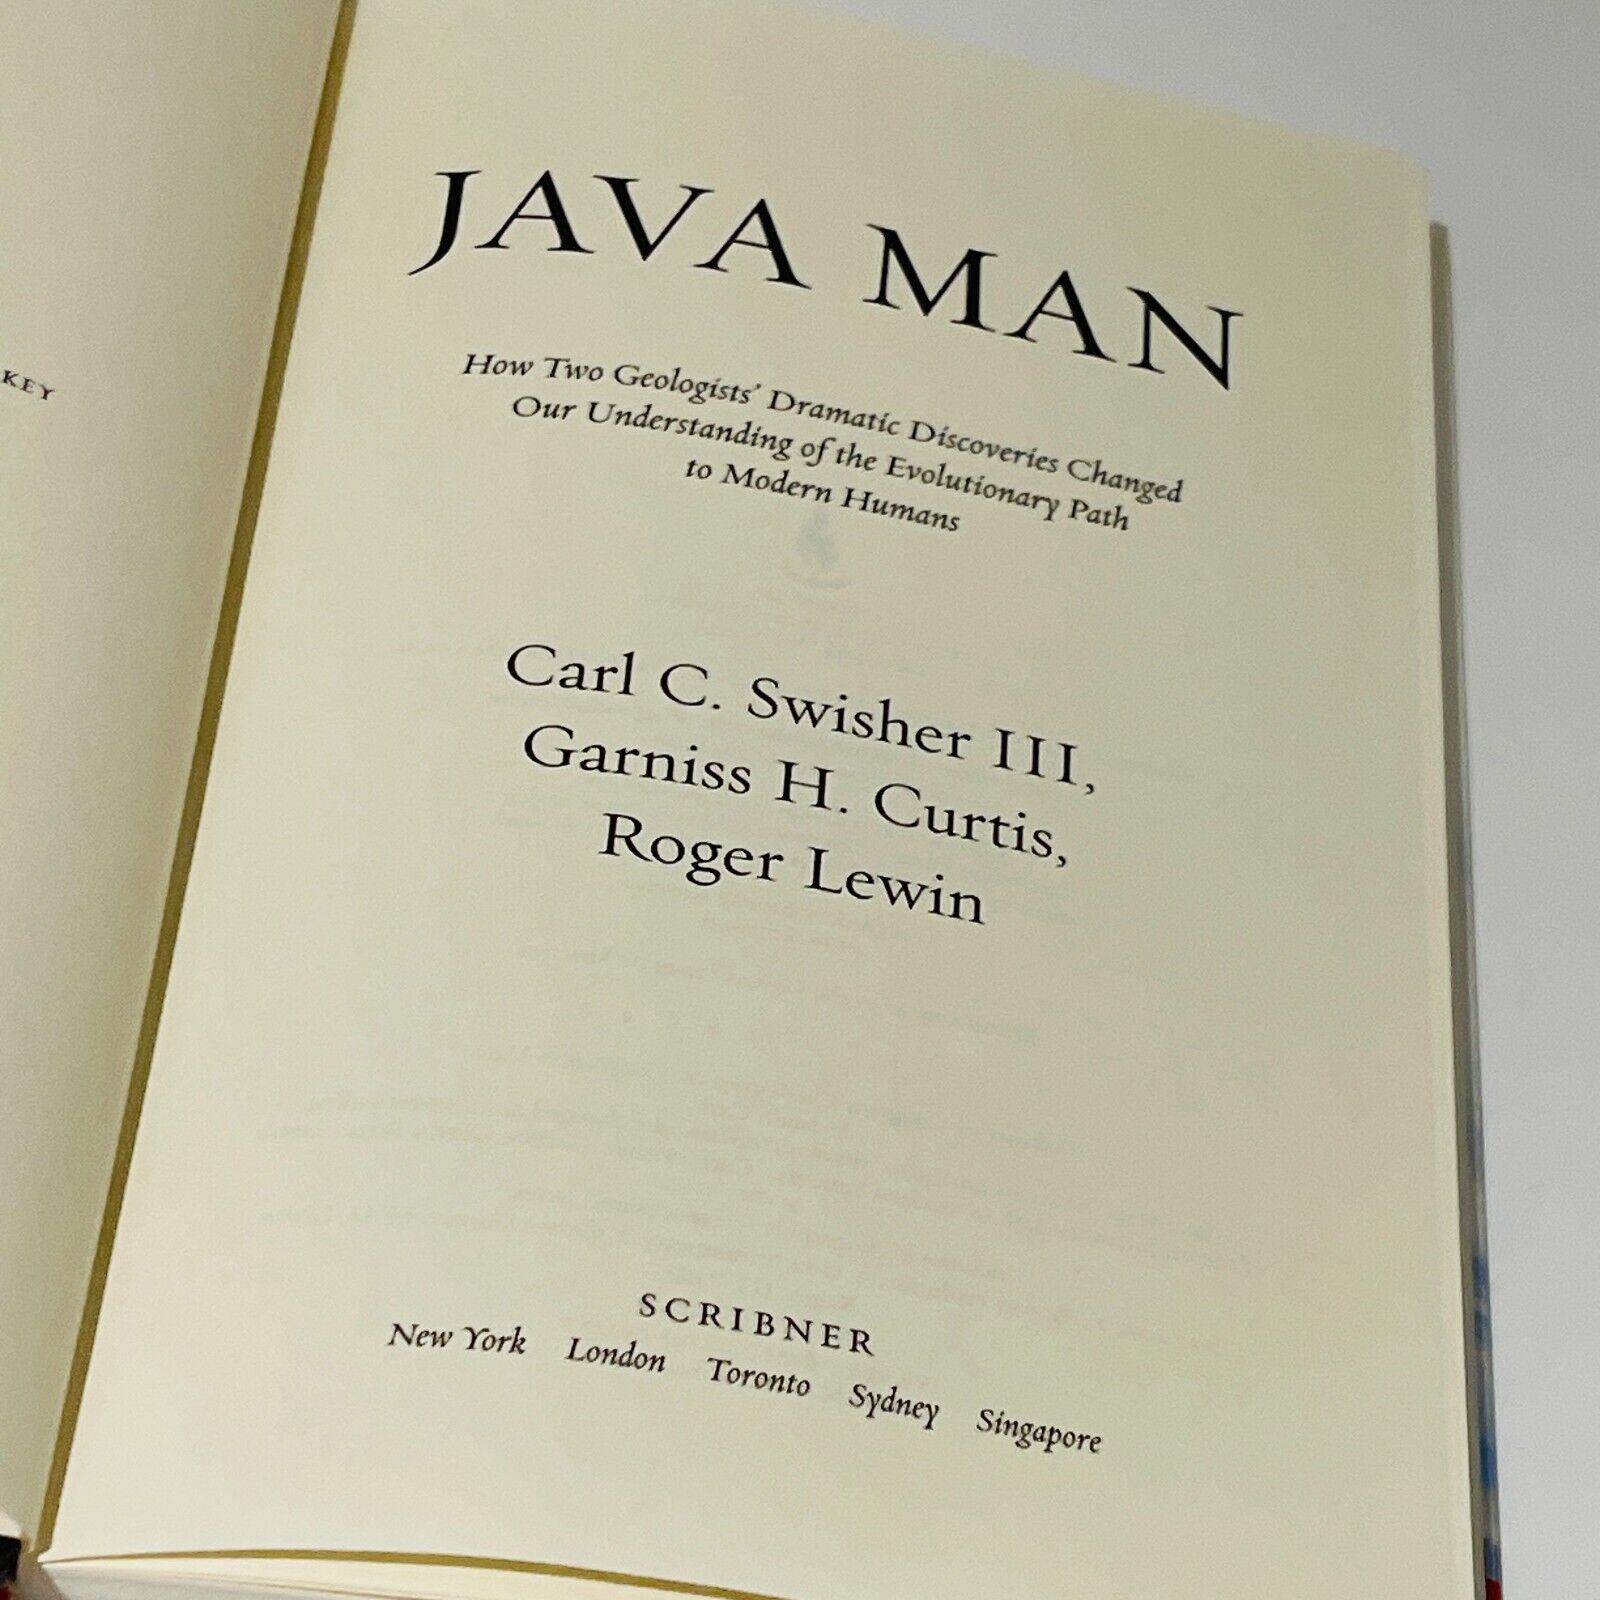 KEY
JAVA MAN
How Two Geologists' Dramatic Discoveries Changed
Our Understanding of the Evolutionary Path
to Modern Humans
Carl C. Swisher III,
Garniss H. Curtis,
Roger Lewin
SCRIBNER
New York London Toronto Sydney Singapore